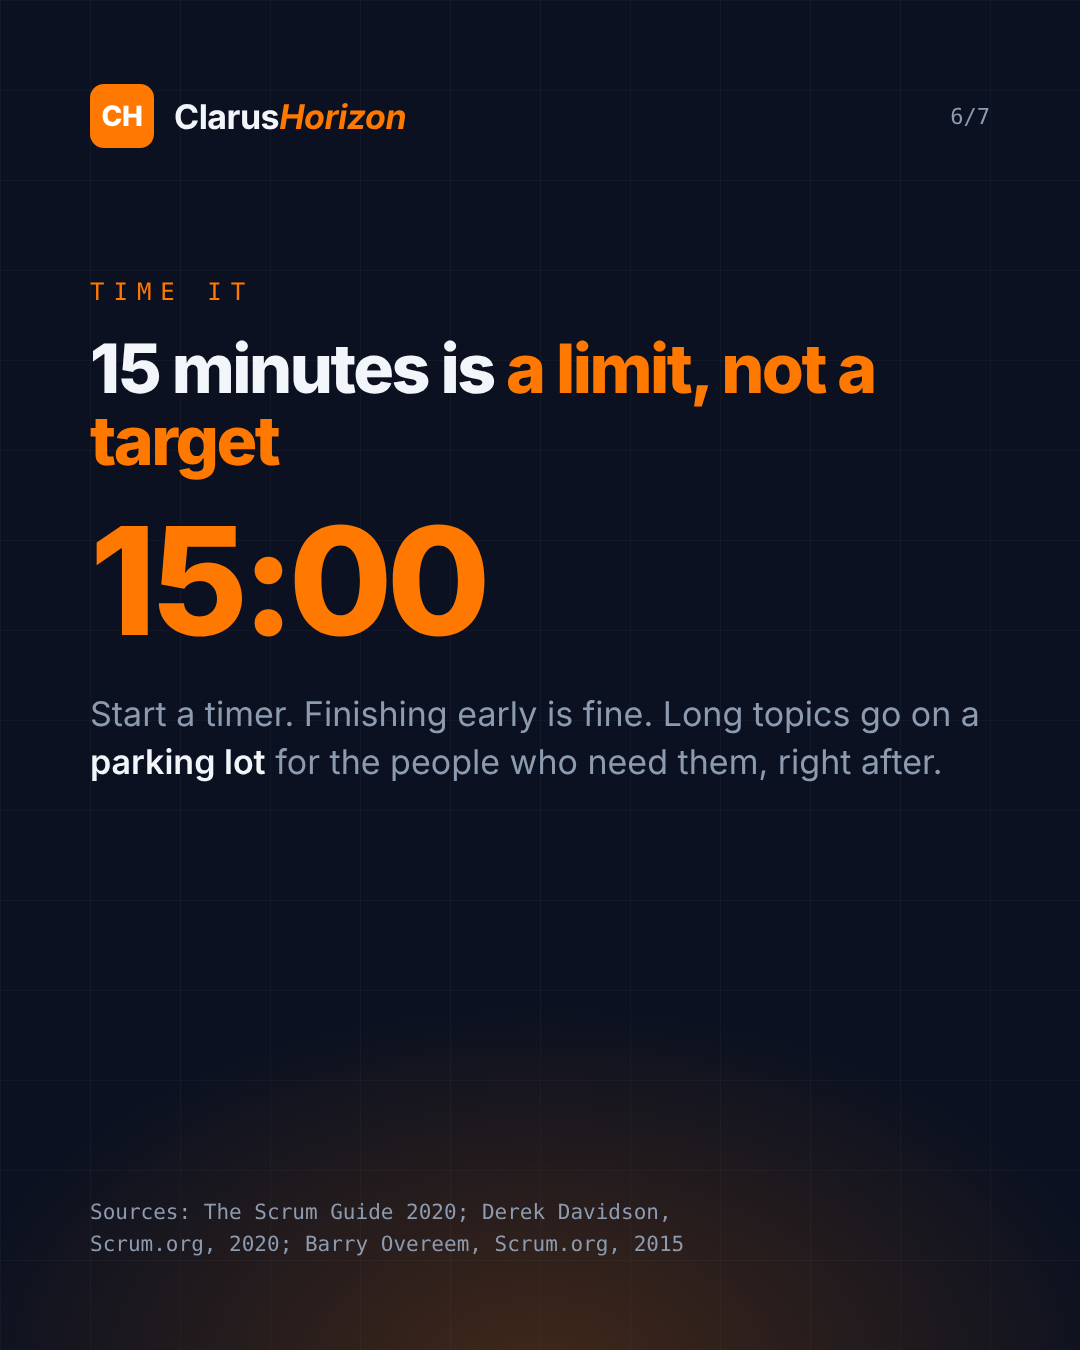 CH ClarusHorizon
6/7
TIME IT
15 minutes is a limit, not a
target
15:00
Start a timer. Finishing early is fine. Long topics go on a
parking lot for the people who need them, right after.
Sources: The Scrum Guide 2020; Derek Davidson,
Scrum.org, 2020; Barry Overeem, Scrum.org, 2015